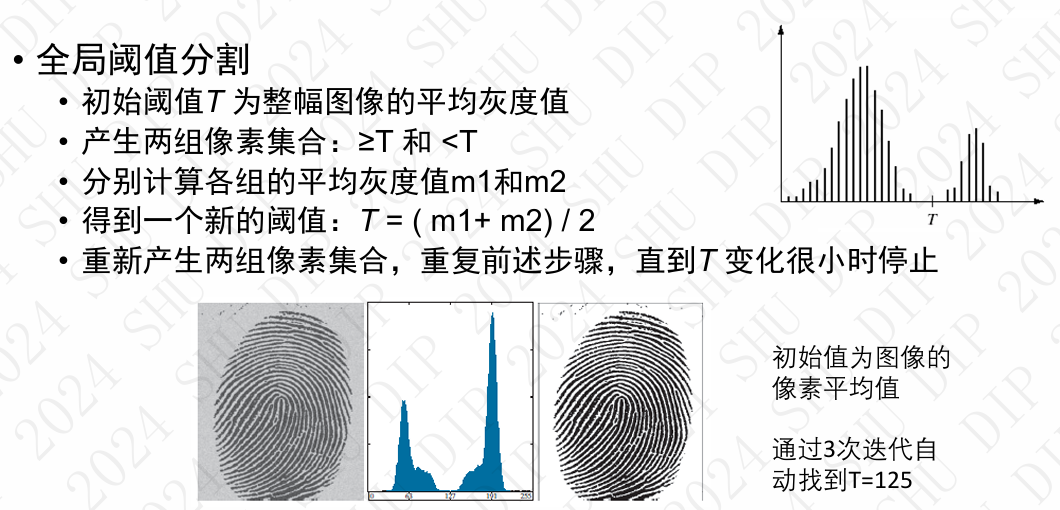 • 全局阈值分割
• 初始阈值T 为整幅图像的平均灰度值
• 产生两组像素集合：≥T 和 <T
• 分别计算各组的平均灰度值m1和m2
• 得到一个新的阈值：T = ( m1+ m2) / 2
• 重新产生两组像素集合，重复前述步骤，直到T 变化很小时停止
T
0 63 127 191 255
初始值为图像的
像素平均值
通过3次迭代自
动找到T=125
SHU DIP 2024